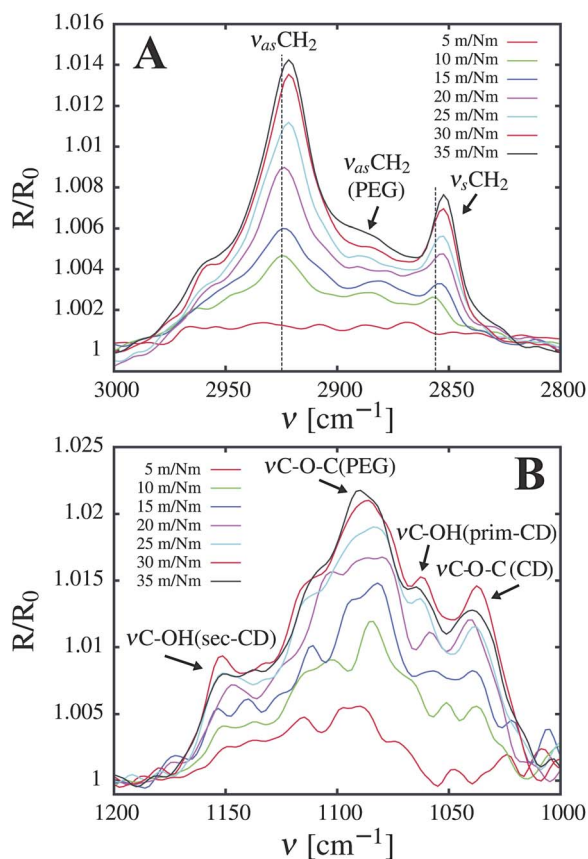 A
1.016
1.014
1.012
1.01
1.008
1.006
1.004
1.002
1
R/R0
νasCH2
νasCH2
(PEG)
νsCH2
5 m/Nm
10 m/Nm
15 m/Nm
20 m/Nm
25 m/Nm
30 m/Nm
35 m/Nm
3000 2950 2900 2850 2800
ν [cm⁻¹]
B
1.025
1.02
1.015
1.01
1.005
1
R/R0
5 m/Nm
10 m/Nm
15 m/Nm
20 m/Nm
25 m/Nm
30 m/Nm
35 m/Nm
νC-O-C(PEG)
νC-OH(prim-CD)
νC-O-C(CD)
νC-OH(sec-CD)
1200 1150 1100 1050 1000
ν [cm⁻¹]